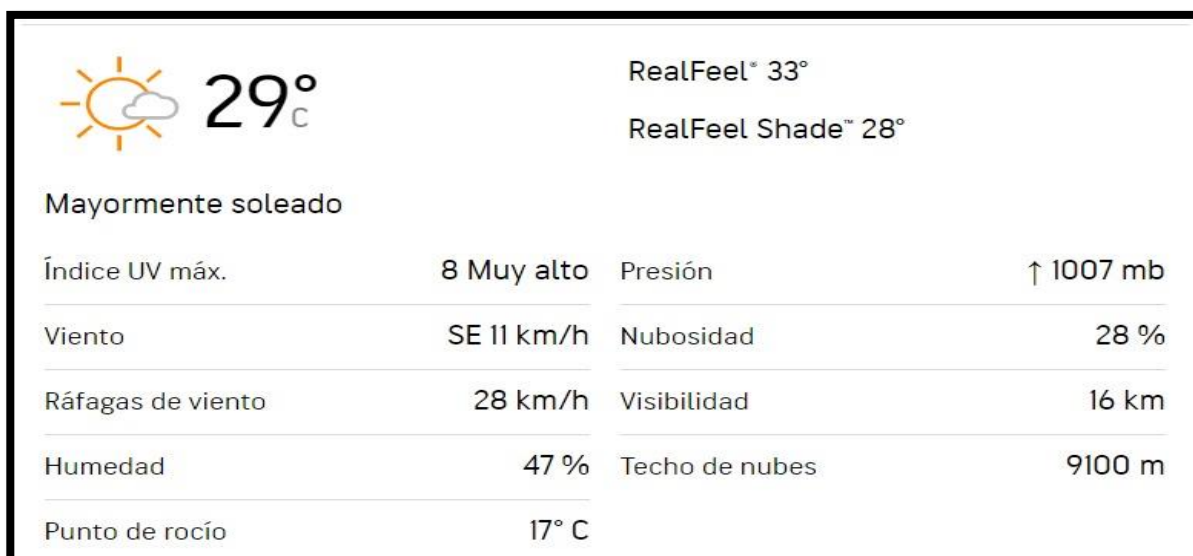 29°C
RealFeel® 33°
RealFeel Shade™ 28°
Mayormente soleado
Índice UV máx. 8 Muy alto
Viento SE 11 km/h
Ráfagas de viento 28 km/h
Humedad 47 %
Punto de rocío 17° C
Presión ↑ 1007 mb
Nubosidad 28 %
Visibilidad 16 km
Techo de nubes 9100 m